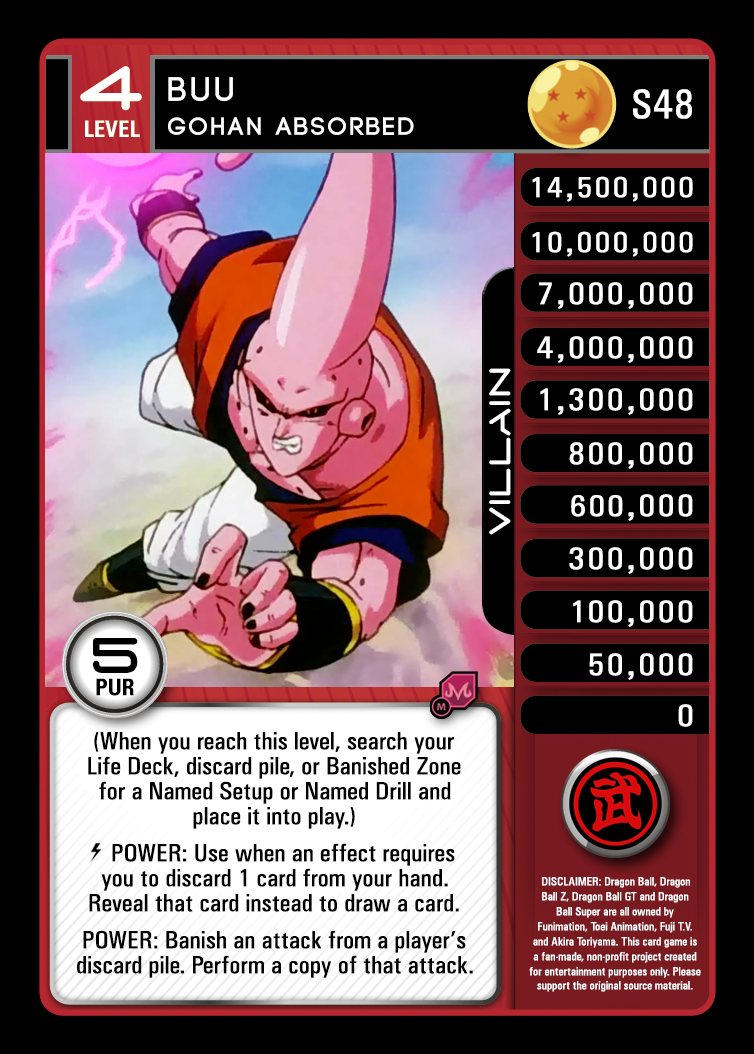 4
LEVEL
BUU
GOHAN ABSORBED
S48
14,500,000
10,000,000
7,000,000
4,000,000
1,300,000
800,000
600,000
300,000
100,000
50,000
0
VILLAIN
5
PUR
M
M
(When you reach this level, search your
Life Deck, discard pile, or Banished Zone
for a Named Setup or Named Drill and
place it into play.)
POWER: Use when an effect requires
you to discard 1 card from your hand.
Reveal that card instead to draw a card.
POWER: Banish an attack from a player's
discard pile. Perform a copy of that attack.
武
DISCLAIMER: Dragon Ball, Dragon
Ball Z, Dragon Ball GT and Dragon
Ball Super are all owned by
Funimation, Toei Animation, Fuji T.V.
and Akira Toriyama. This card game is
a fan-made, non-profit project created
for entertainment purposes only. Please
support the original source material.